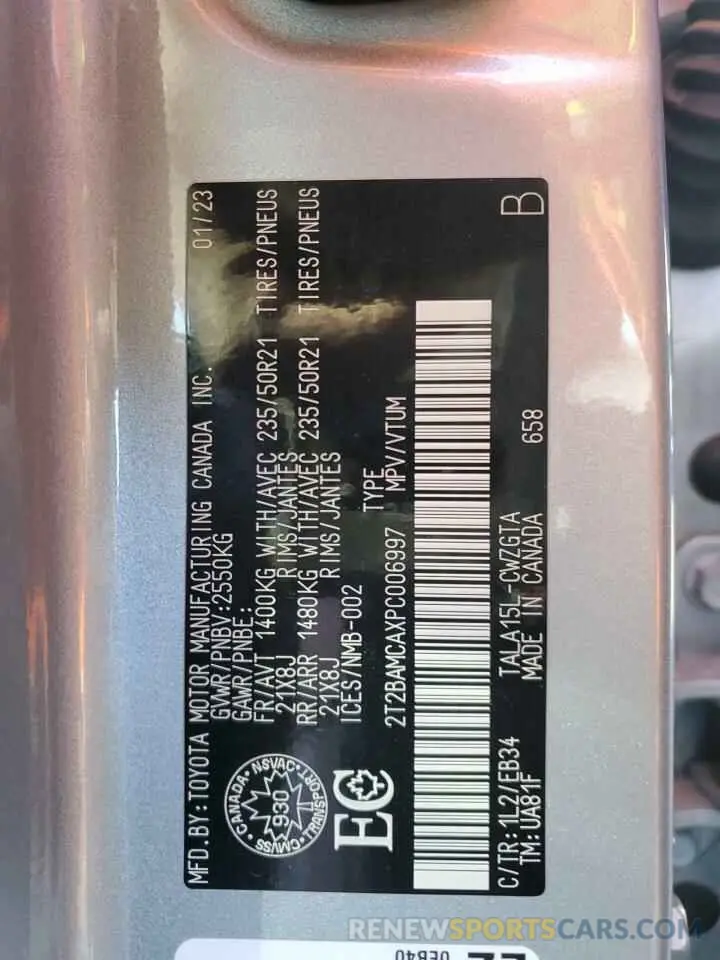 MFD.BY:TOYOTA MOTOR MANUFACTURING CANADA INC. 01/23
GVWR/PNBV:2550KG
GAWR/PNBE:
FR/AVT 1400KG WITH/AVEC 235/50R21 TIRES/PNEUS
21X8J RIMS/JANTES
RR/ARR 1480KG WITH/AVEC 235/50R21 TIRES/PNEUS
21X8J RIMS/JANTES
ICES/NMB-002
TYPE
2T2BAMCAXPC006997 MPV/VTUM
CANADA NSVAC
930
CMVSS TRANSPORT
EC
C/TR:1L2/EB34 TALA15L-CWZGTA 658 B
TM:UA81F MADE IN CANADA
0EB40
RENEWSPORTSCARS.COM